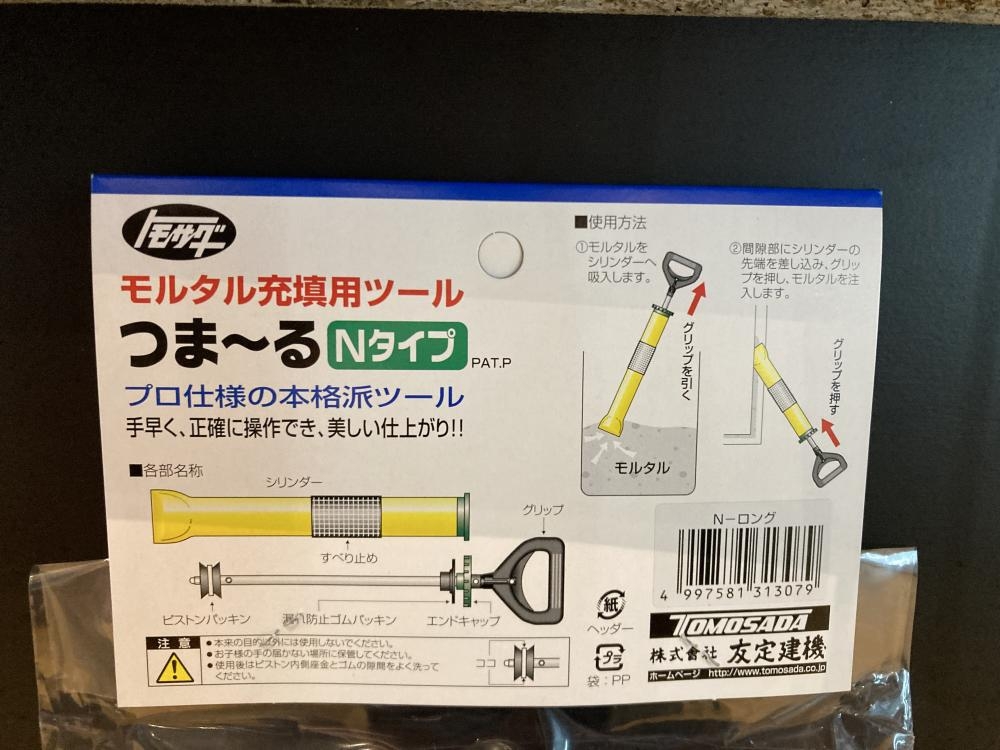 トモサダ
モルタル充填用ツール
つま～る Nタイプ PAT.P
プロ仕様の本格派ツール
手早く、正確に操作でき、美しい仕上がり!!
■各部名称
シリンダー
すべり止め
グリップ
ピストンパッキン
漏れ防止ゴムパッキン
エンドキャップ
注意
●本来の目的以外には使用しないでください。
●お子様の手の届かない場所に保管してください。
●使用後はピストン内側座金とゴムの隙間をよく洗って
ください。
■使用方法
①モルタルを
シリンダーへ
吸入します。
グリップを引く
モルタル
②間隙部にシリンダーの
先端を差し込み、グリッ
プを押し、モルタルを注
入します。
グリップを押す
紙
ヘッダー
プラ
袋：PP
N－ロング
4 997581 313079
TOMOSADA
株式会社 友定建機
ホームページ http://www.tomosada.co.jp